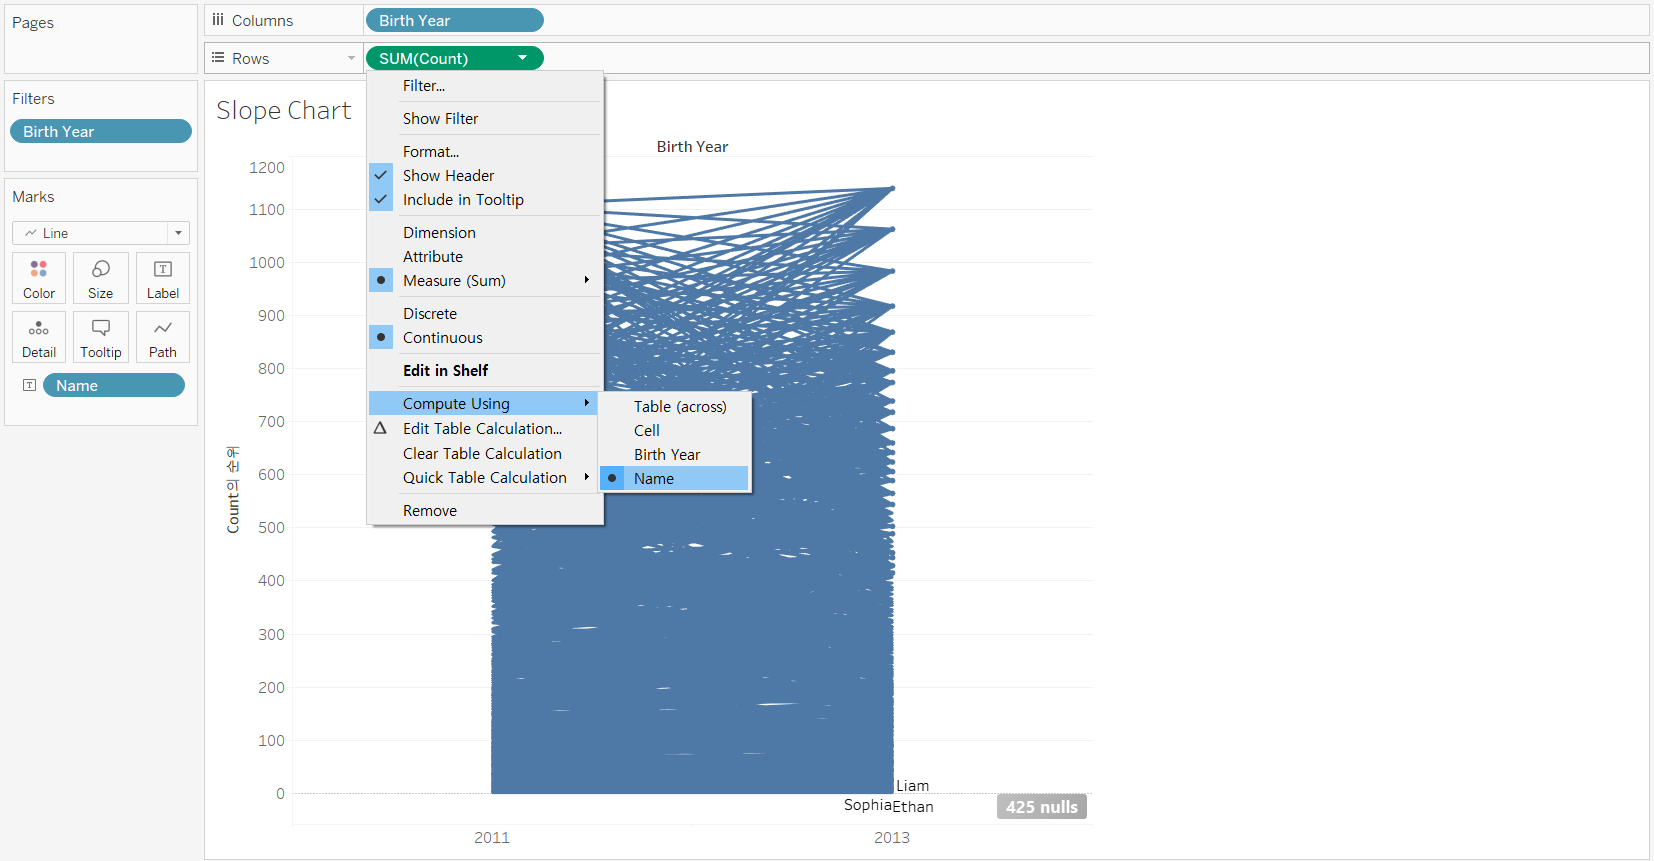 Pages
Columns
Birth Year
Rows
SUM(Count)
Filters
Birth Year
Marks
Line
Color
Size
Label
Detail
Tooltip
Path
Name
Slope Chart
Filter...
Show Filter
Format...
Show Header
Include in Tooltip
Dimension
Attribute
Measure (Sum)
Discrete
Continuous
Edit in Shelf
Compute Using
Edit Table Calculation...
Clear Table Calculation
Quick Table Calculation
Remove
Table (across)
Cell
Birth Year
Name
Birth Year
Count의 순위
1200
1100
1000
900
800
700
600
500
400
300
200
100
0
Liam
Sophia
Ethan
425 nulls
2011
2013